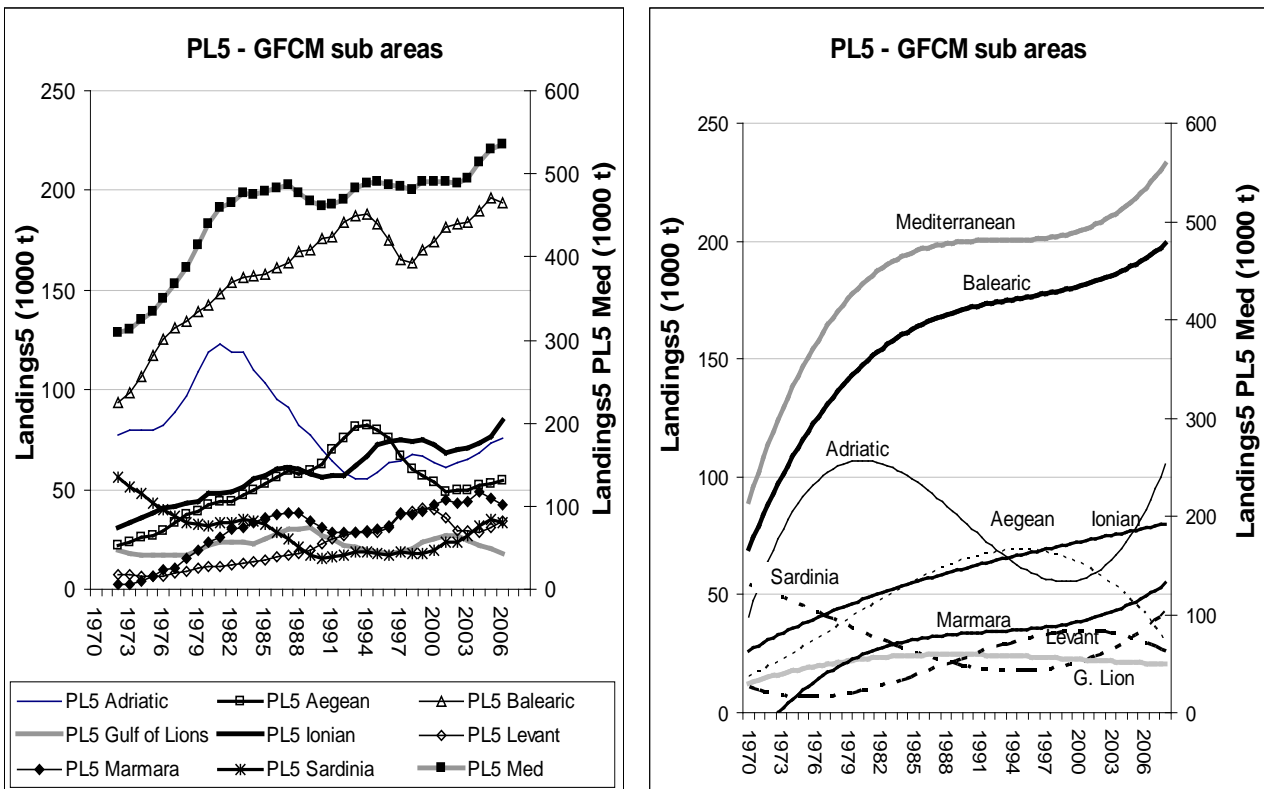 PL5 - GFCM sub areas
250
200
150
100
50
0
600
500
400
300
200
100
0
Landings5 (1000 t)
Landings5 PL5 Med (1000 t)
1970
1973
1976
1979
1982
1985
1988
1991
1994
1997
2000
2003
2006
PL5 Adriatic
PL5 Aegean
PL5 Balearic
PL5 Gulf of Lions
PL5 Ionian
PL5 Levant
PL5 Marmara
PL5 Sardinia
PL5 Med
PL5 - GFCM sub areas
250
200
150
100
50
0
600
500
400
300
200
100
0
Landings5 (1000 t)
Landings5 PL5 Med (1000 t)
Mediterranean
Balearic
Adriatic
Aegean
Ionian
Sardinia
Marmara
Levant
G. Lion
1970
1973
1976
1979
1982
1985
1988
1991
1994
1997
2000
2003
2006